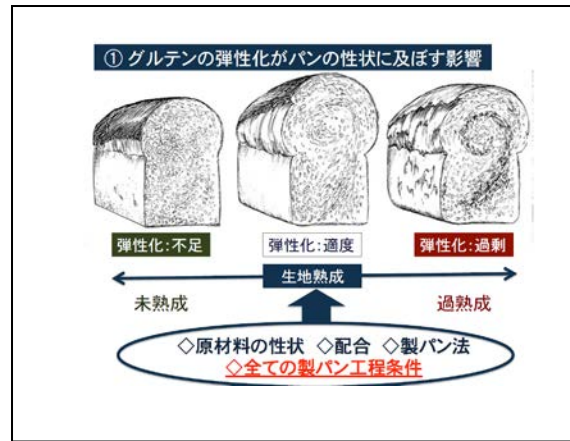 ① グルテンの弾性化がパンの性状に及ぼす影響
弾性化:不足
弾性化:適度
弾性化:過剰
生地熟成
未熟成
過熟成
◇原材料の性状 ◇配合 ◇製パン法
◇全ての製パン工程条件